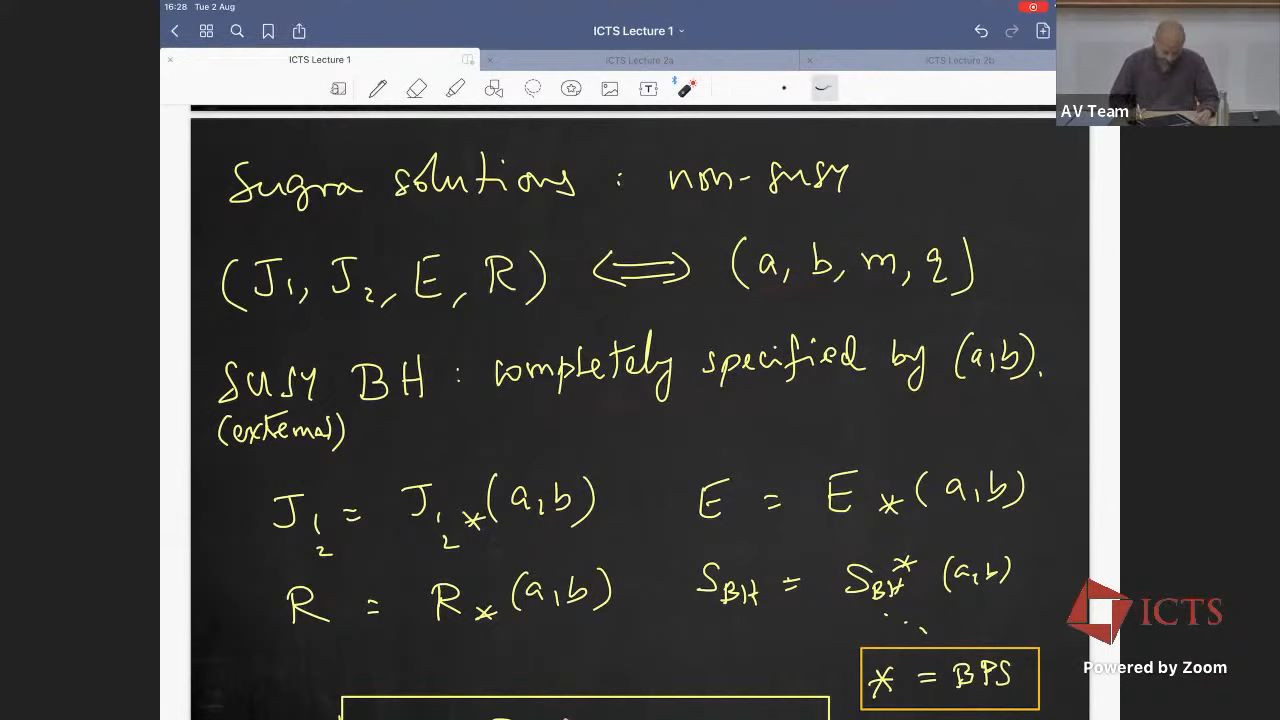 16:28 Tue 2 Aug
ICTS Lecture 1
ICTS Lecture 1
ICTS Lecture 2a
ICTS Lecture 2b
AV Team
Sugra solutions : non-susy
(J₁, J₂, E, R) ⟺ (a, b, m, q)
SUSY BH : completely specified by (a,b).
(extremal)
J₁ ₂ = J₁ ₂ * (a,b) E = E * (a,b)
R = R * (a,b) S_BH = S_BH* (a,b)
...
* = BPS
ICTS
Powered by Zoom